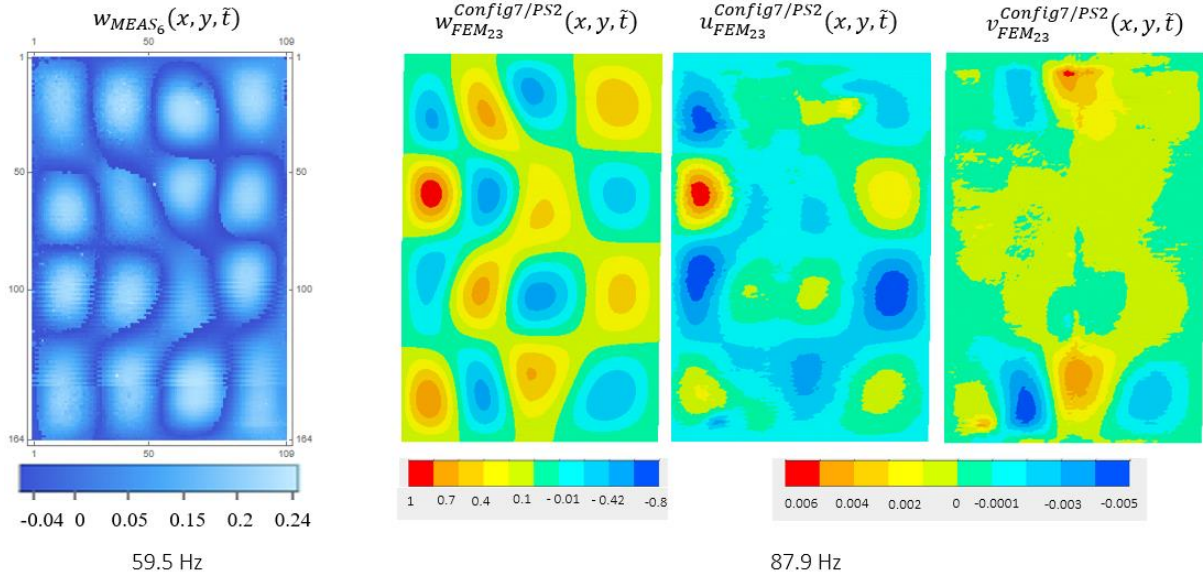 w_{MEAS_6}(x, y, t̃)
w_{FEM_{23}}^{Config7/PS2}(x, y, t̃)
u_{FEM_{23}}^{Config7/PS2}(x, y, t̃)
v_{FEM_{23}}^{Config7/PS2}(x, y, t̃)
1 50 109
1 1
50 50
100 100
164 164
1 50 109
-0.04 0 0.05 0.15 0.2 0.24
1 0.7 0.4 0.1 -0.01 -0.42 -0.8
0.006 0.004 0.002 0 -0.0001 -0.003 -0.005
59.5 Hz
87.9 Hz